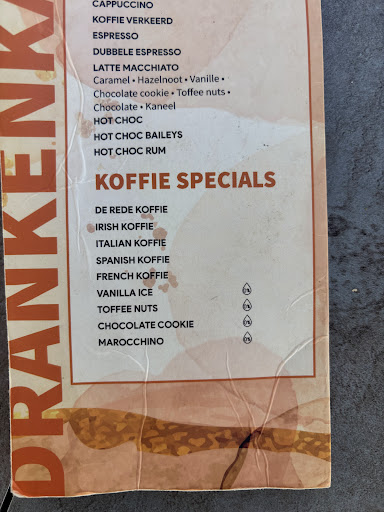 DRANKENKA
CAPPUCCINO
KOFFIE VERKEERD
ESPRESSO
DUBBELE ESPRESSO
LATTE MACCHIATO
Caramel • Hazelnoot • Vanille •
Chocolate cookie • Toffee nuts •
Chocolate • Kaneel
HOT CHOC
HOT CHOC BAILEYS
HOT CHOC RUM
KOFFIE SPECIALS
DE REDE KOFFIE
IRISH KOFFIE
ITALIAN KOFFIE
SPANISH KOFFIE
FRENCH KOFFIE
VANILLA ICE
TOFFEE NUTS
CHOCOLATE COOKIE
MAROCCHINO